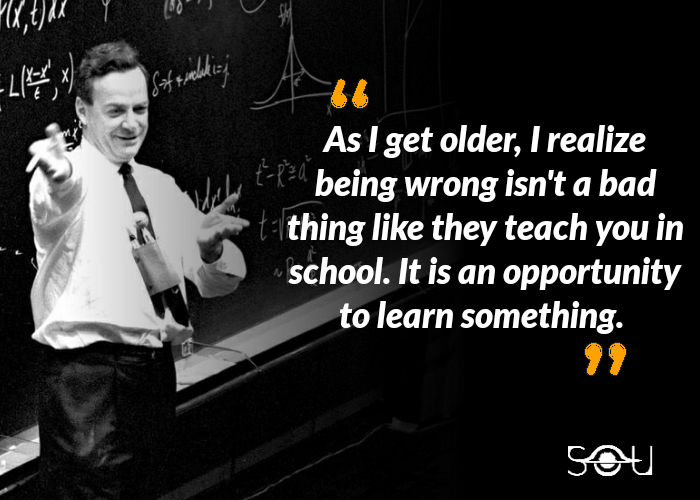 f(x',t)dx
L(x-x'/t, x)
“
As I get older, I realize
being wrong isn't a bad
thing like they teach you in
school. It is an opportunity
to learn something.
”
SOU